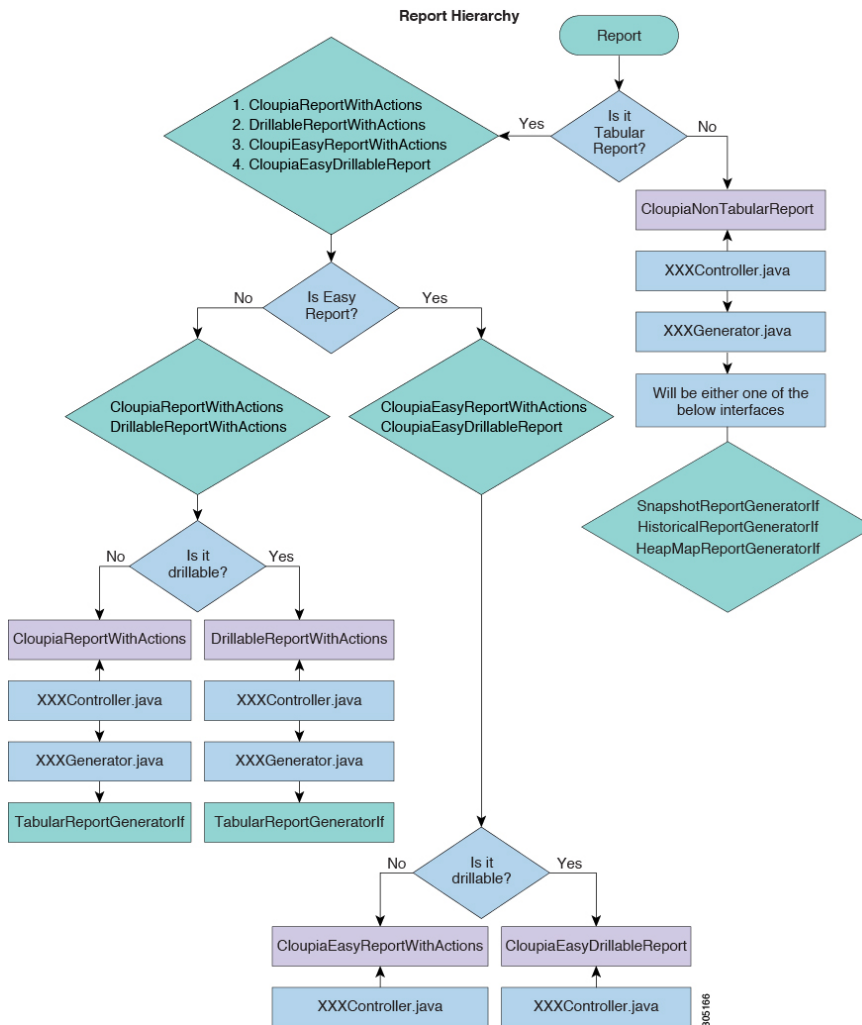 Report Hierarchy
Report
1. CloupiaReportWithActions
2. DrillableReportWithActions
3. CloupiEasyReportWithActions
4. CloupiaEasyDrillableReport
Yes
Is it
Tabular
Report?
No
CloupiaNonTabularReport
XXXController.java
XXXGenerator.java
Will be either one of the
below interfaces
SnapshotReportGeneratorIf
HistoricalReportGeneratorIf
HeapMapReportGeneratorIf
No
Is Easy
Report?
Yes
CloupiaReportWithActions
DrillableReportWithActions
CloupiaEasyReportWithActions
CloupiaEasyDrillableReport
No
Is it
drillable?
Yes
CloupiaReportWithActions
DrillableReportWithActions
XXXController.java
XXXController.java
XXXGenerator.java
XXXGenerator.java
TabularReportGeneratorIf
TabularReportGeneratorIf
No
Is it
drillable?
Yes
CloupiaEasyReportWithActions
CloupiaEasyDrillableReport
XXXController.java
XXXController.java
305166